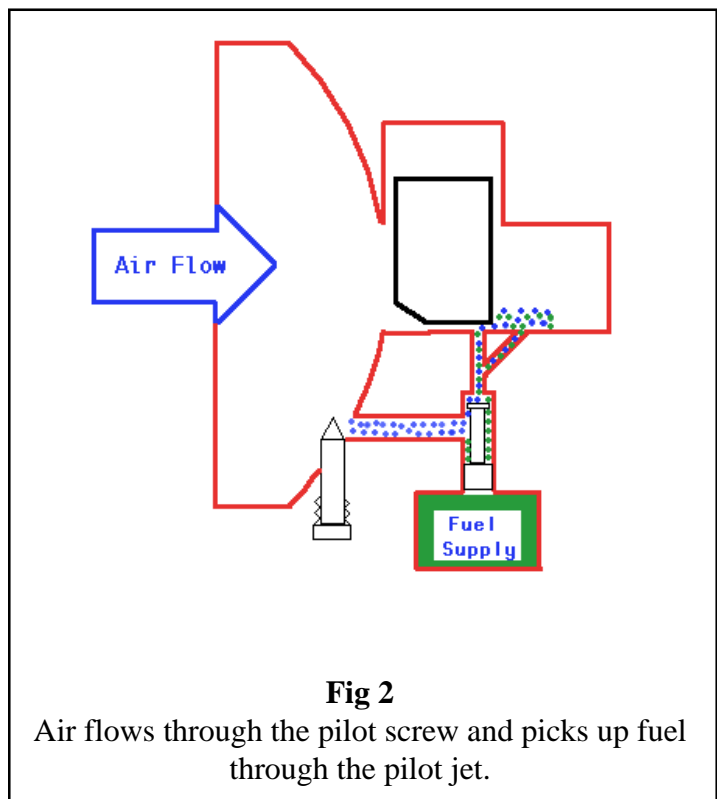 Air Flow
Fuel
Supply
Fig 2
Air flows through the pilot screw and picks up fuel
through the pilot jet.